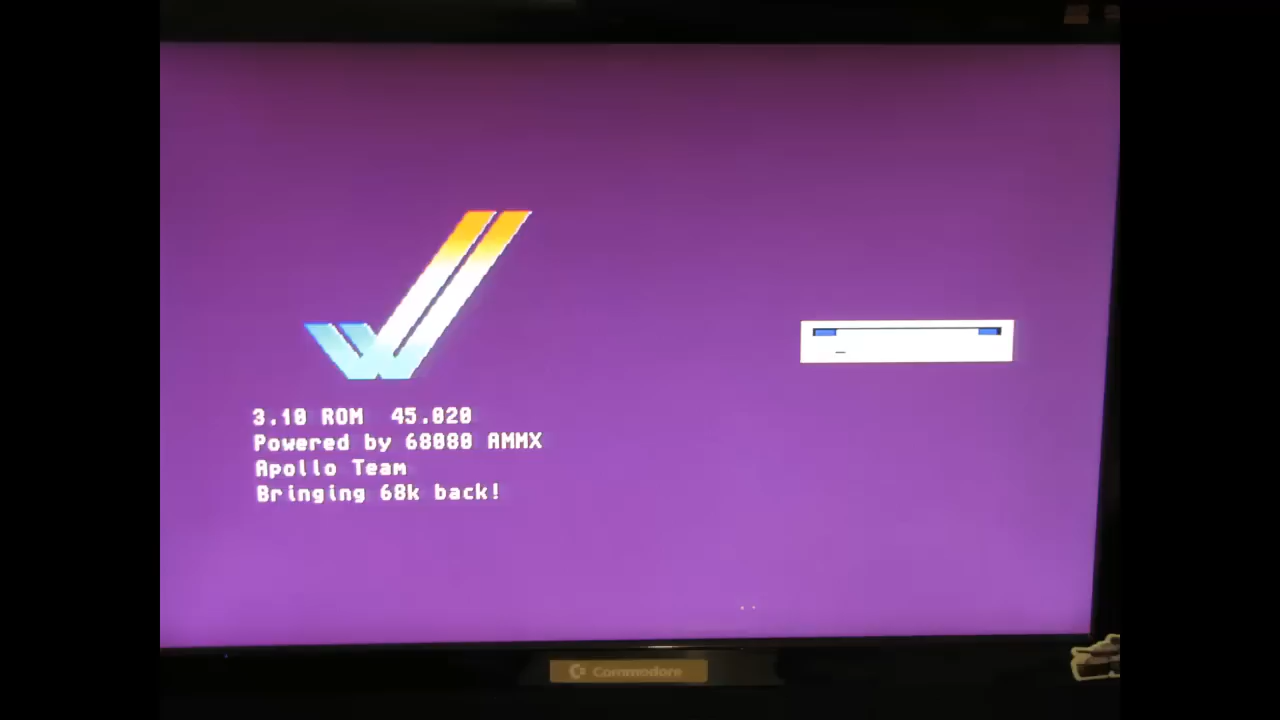 3.10 ROM  45.020
Powered by 68080 AMMX
Apollo Team
Bringing 68k back!
Commodore